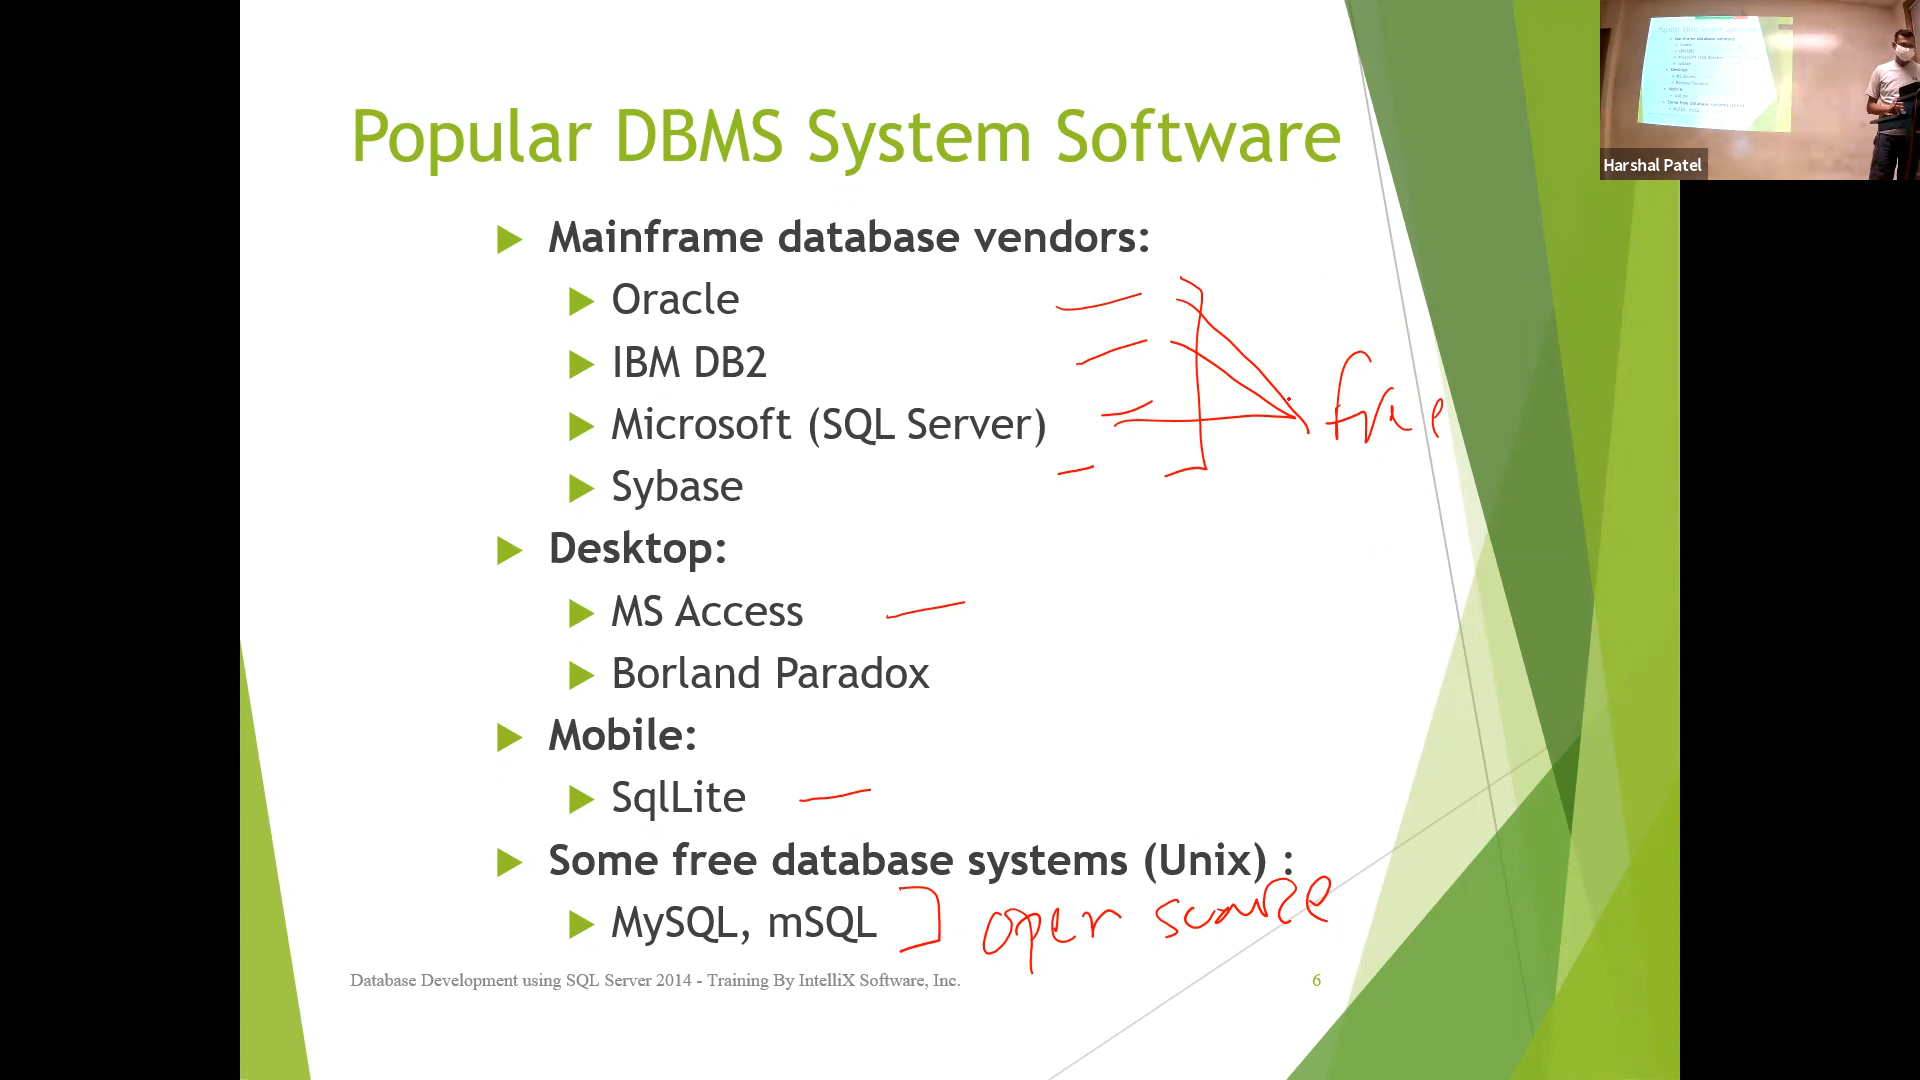 Popular DBMS System Software
Harshal Patel
Mainframe database vendors:
Oracle
IBM DB2
Microsoft (SQL Server)
free
Sybase
Desktop:
MS Access
Borland Paradox
Mobile:
SqlLite
Some free database systems (Unix) :
MySQL, mSQL
open source
Database Development using SQL Server 2014 - Training By IntelliX Software, Inc.
6